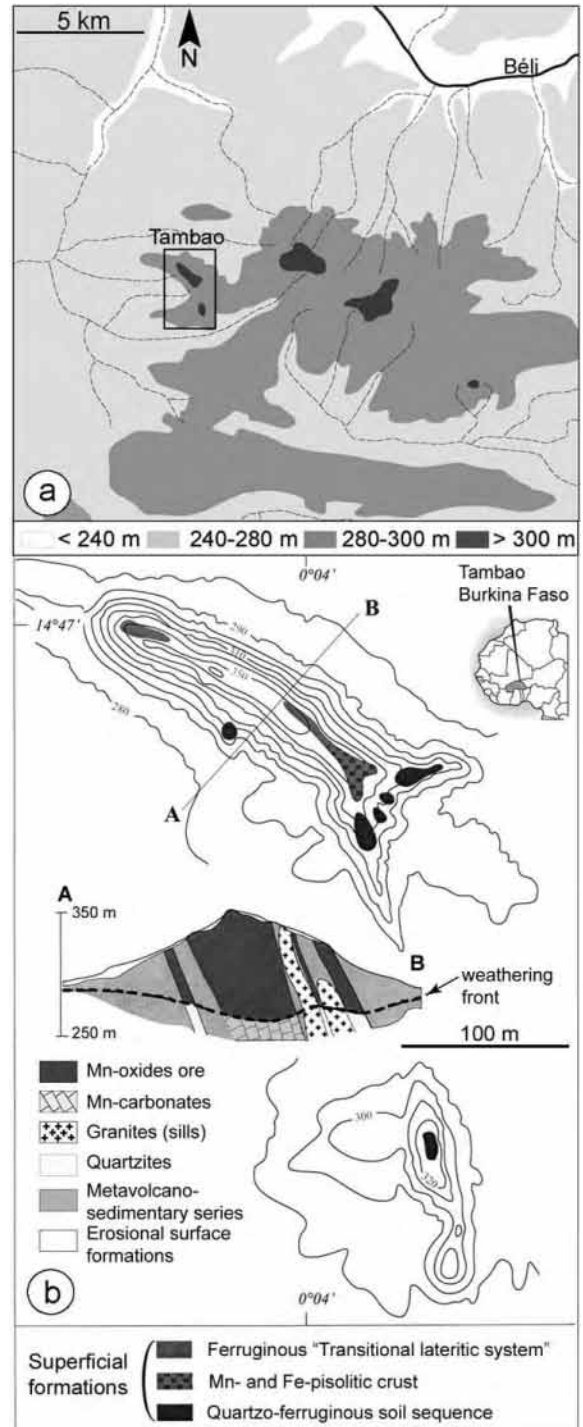 5 km
N
Béli
Tambao
a
< 240 m 240-280 m 280-300 m > 300 m
0°04'
Tambao
Burkina Faso
14°47'
B
290
310
350
280
A
A
350 m
B
weathering
front
250 m
100 m
Mn-oxides ore
Mn-carbonates
Granites (sills)
Quartzites
Metavolcano-
sedimentary series
Erosional surface
formations
300
320
b
0°04'
Superficial
formations
Ferruginous "Transitional lateritic system"
Mn- and Fe-pisolitic crust
Quartzo-ferruginous soil sequence